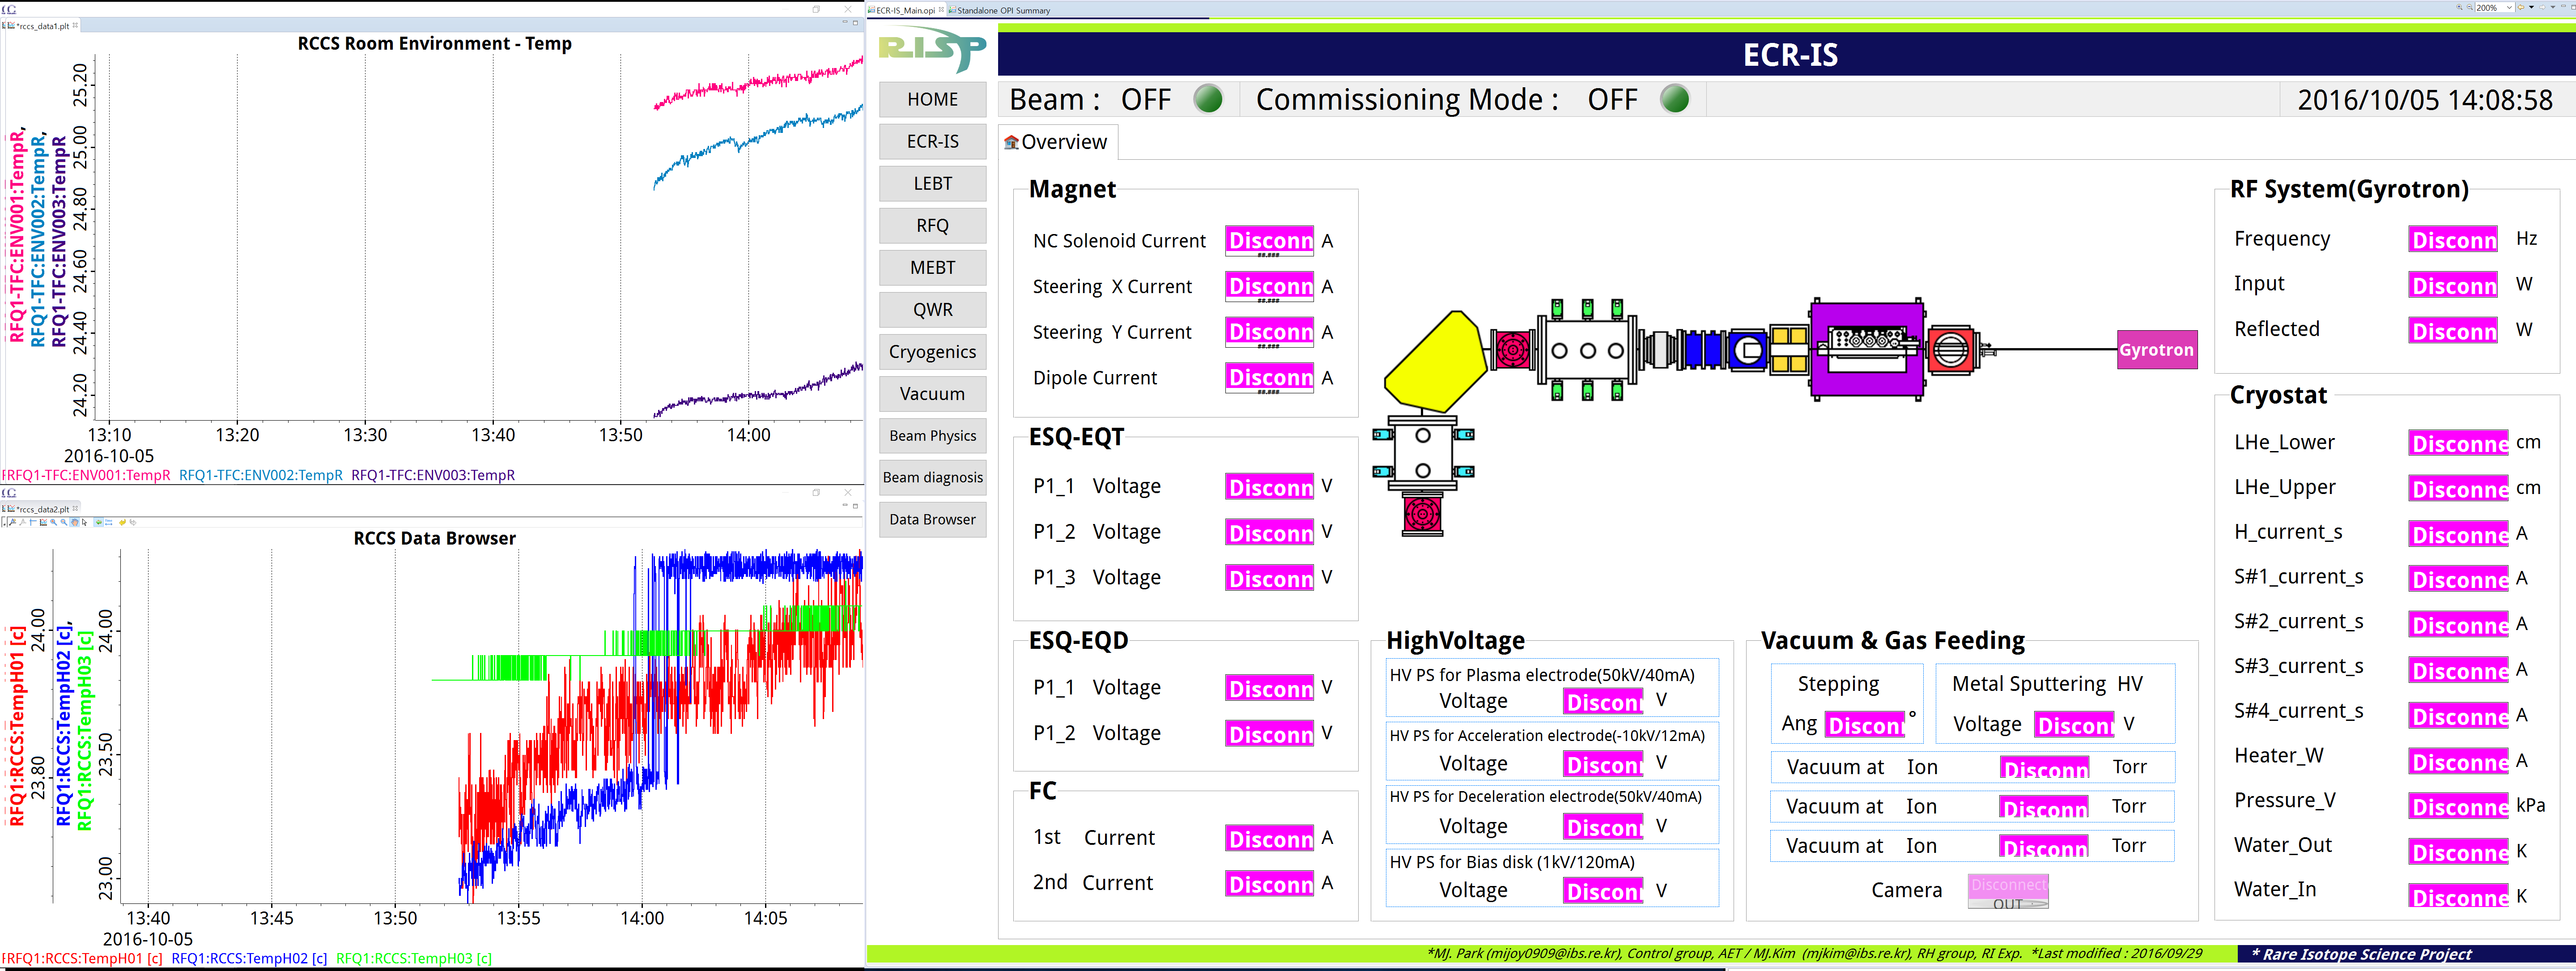 *rccs_data1.plt
RCCS Room Environment - Temp
RFQ1-TFC:ENV001:TempR,
RFQ1-TFC:ENV002:TempR,
RFQ1-TFC:ENV003:TempR
25.20
25.00
24.80
24.60
24.40
24.20
13:10 13:20 13:30 13:40 13:50 14:00
2016-10-05
RFQ1-TFC:ENV001:TempR RFQ1-TFC:ENV002:TempR RFQ1-TFC:ENV003:TempR
*rccs_data2.plt
RCCS Data Browser
RFQ1:RCCS:TempH01 [c]
RFQ1:RCCS:TempH02 [c],
RFQ1:RCCS:TempH03 [c]
24.00
23.80
24.00
23.50
23.00
13:40 13:45 13:50 13:55 14:00 14:05
2016-10-05
RFQ1:RCCS:TempH01 [c] RFQ1:RCCS:TempH02 [c] RFQ1:RCCS:TempH03 [c]
ECR-IS_Main.opi Standalone OPI Summary
200%
RISP
HOME
ECR-IS
LEBT
RFQ
MEBT
QWR
Cryogenics
Vacuum
Beam Physics
Beam diagnosis
Data Browser
ECR-IS
Beam : OFF Commissioning Mode : OFF 2016/10/05 14:08:58
Overview
Magnet
NC Solenoid Current Disconn A
##.###
Steering X Current Disconn A
##.###
Steering Y Current Disconn A
##.###
Dipole Current Disconn A
##.###
ESQ-EQT
P1_1 Voltage Disconn V
P1_2 Voltage Disconn V
P1_3 Voltage Disconn V
ESQ-EQD
P1_1 Voltage Disconn V
P1_2 Voltage Disconn V
FC
1st Current Disconn A
2nd Current Disconn A
Gyrotron
HighVoltage
HV PS for Plasma electrode(50kV/40mA)
Voltage Discon V
HV PS for Acceleration electrode(-10kV/12mA)
Voltage Discon V
HV PS for Deceleration electrode(50kV/40mA)
Voltage Discon V
HV PS for Bias disk (1kV/120mA)
Voltage Discon V
Vacuum & Gas Feeding
Stepping
Ang Discon °
Metal Sputtering HV
Voltage Discon V
Vacuum at Ion Disconn Torr
Vacuum at Ion Disconn Torr
Vacuum at Ion Disconn Torr
Camera Disconnect
OUT
RF System(Gyrotron)
Frequency Disconn Hz
Input Disconn W
Reflected Disconn W
Cryostat
LHe_Lower Disconne cm
LHe_Upper Disconne cm
H_current_s Disconne A
S#1_current_s Disconne A
S#2_current_s Disconne A
S#3_current_s Disconne A
S#4_current_s Disconne A
Heater_W Disconne A
Pressure_V Disconne kPa
Water_Out Disconne K
Water_In Disconne K
*MJ. Park (mijoy0909@ibs.re.kr), Control group, AET / MJ.Kim (mjkim@ibs.re.kr), RH group, RI Exp. *Last modified : 2016/09/29
* Rare Isotope Science Project